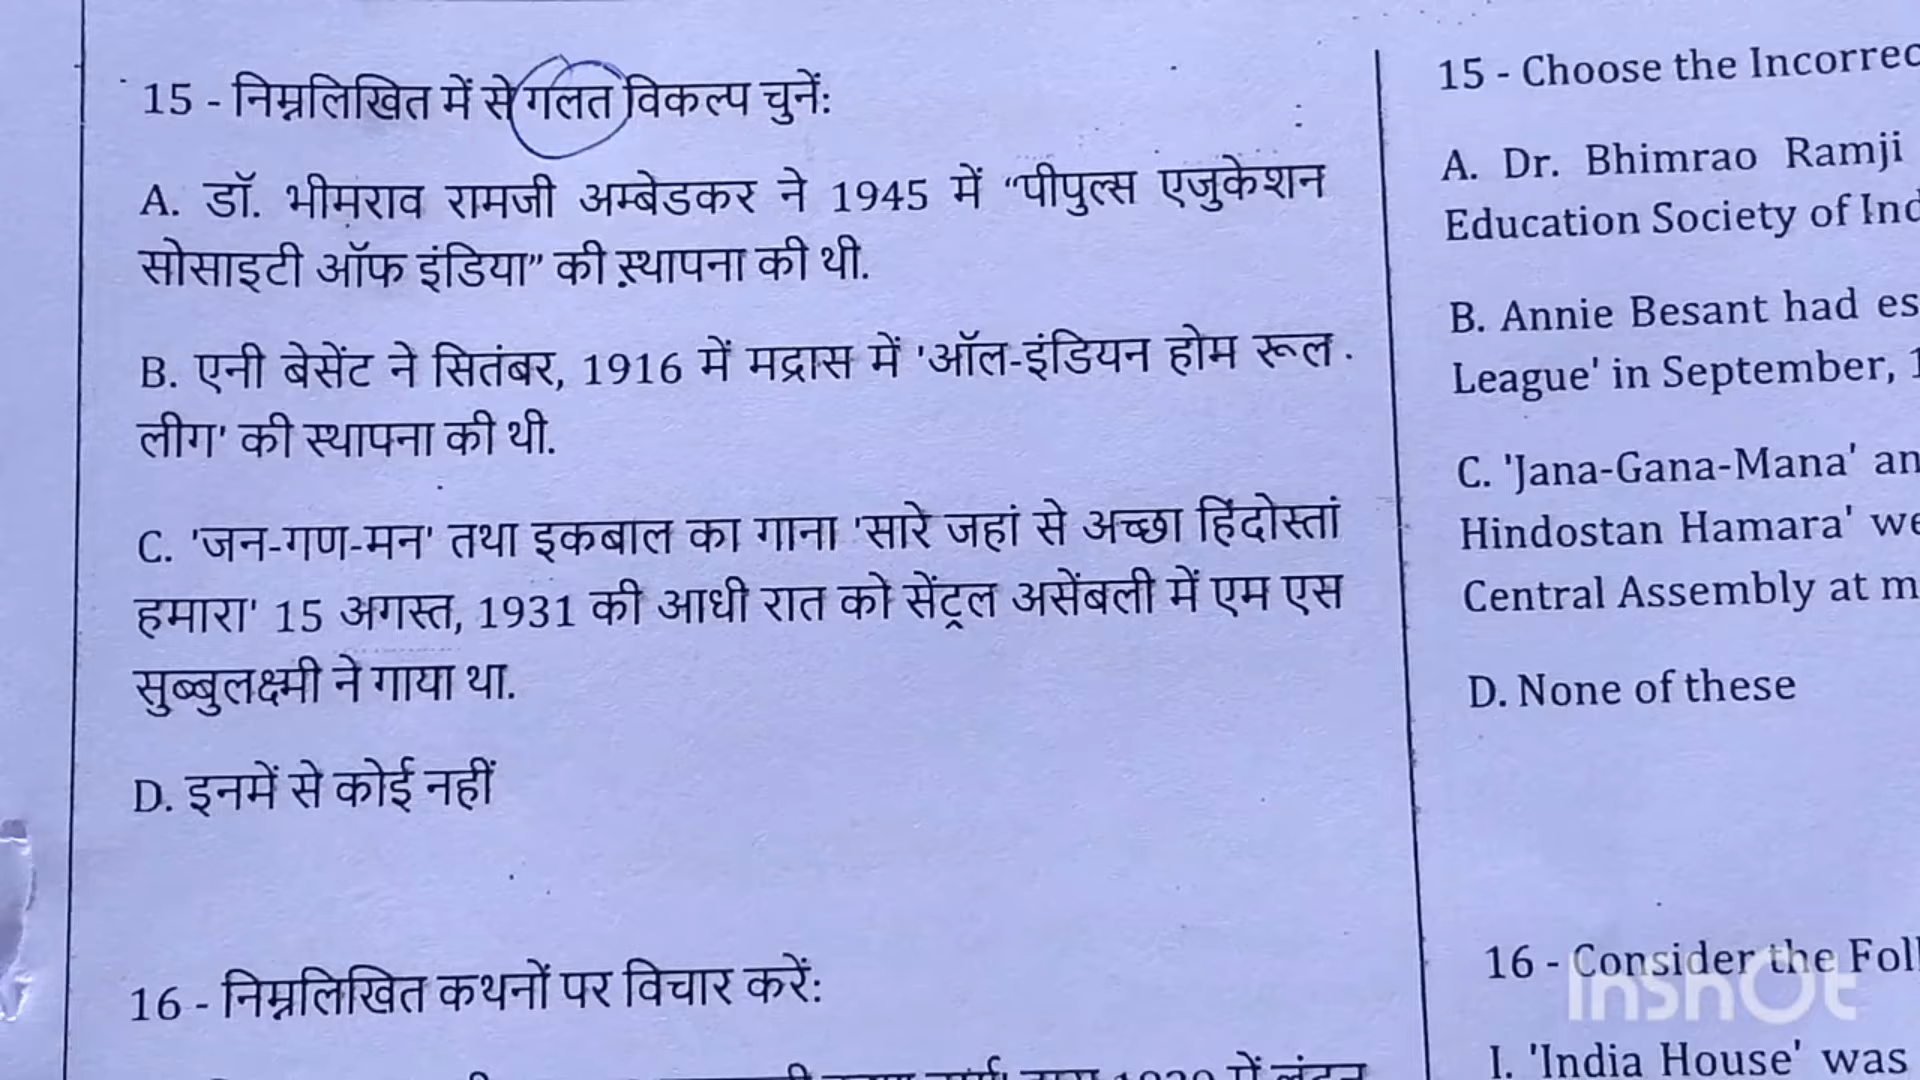 15 - निम्नलिखित में से गलत विकल्प चुनें:
A. डॉ. भीमराव रामजी अम्बेडकर ने 1945 में “पीपुल्स एजुकेशन
सोसाइटी ऑफ इंडिया” की स्थापना की थी.
B. एनी बेसेंट ने सितंबर, 1916 में मद्रास में 'ऑल-इंडियन होम रूल
लीग' की स्थापना की थी.
C. 'जन-गण-मन' तथा इकबाल का गाना 'सारे जहां से अच्छा हिंदोस्तां
हमारा' 15 अगस्त, 1931 की आधी रात को सेंट्रल असेंबली में एम एस
सुब्बुलक्ष्मी ने गाया था.
D. इनमें से कोई नहीं
16 - निम्नलिखित कथनों पर विचार करें:
में लंदन
15 - Choose the Incorrec
A. Dr. Bhimrao Ramji
Education Society of Ind
B. Annie Besant had es
League' in September, 1
C. 'Jana-Gana-Mana' an
Hindostan Hamara' we
Central Assembly at m
D. None of these
16 - Consider the Foll
I. 'India House' was
InShOt